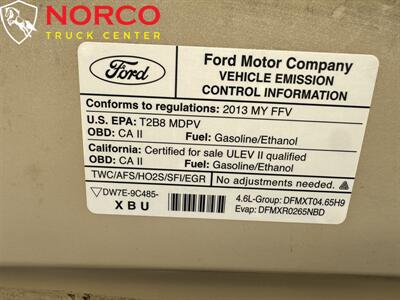 NORCO
TRUCK CENTER
Ford
Ford Motor Company
VEHICLE EMISSION
CONTROL INFORMATION
Conforms to regulations: 2013 MY FFV
U.S. EPA: T2B8 MDPV
OBD: CA II Fuel: Gasoline/Ethanol
California: Certified for sale ULEV II qualified
OBD: CA II Fuel: Gasoline/Ethanol
TWC/AFS/HO2S/SFI/EGR No adjustments needed.
DW7E-9C485- 4.6L-Group: DFMXT04.65H9
XBU Evap: DFMXR0265NBD